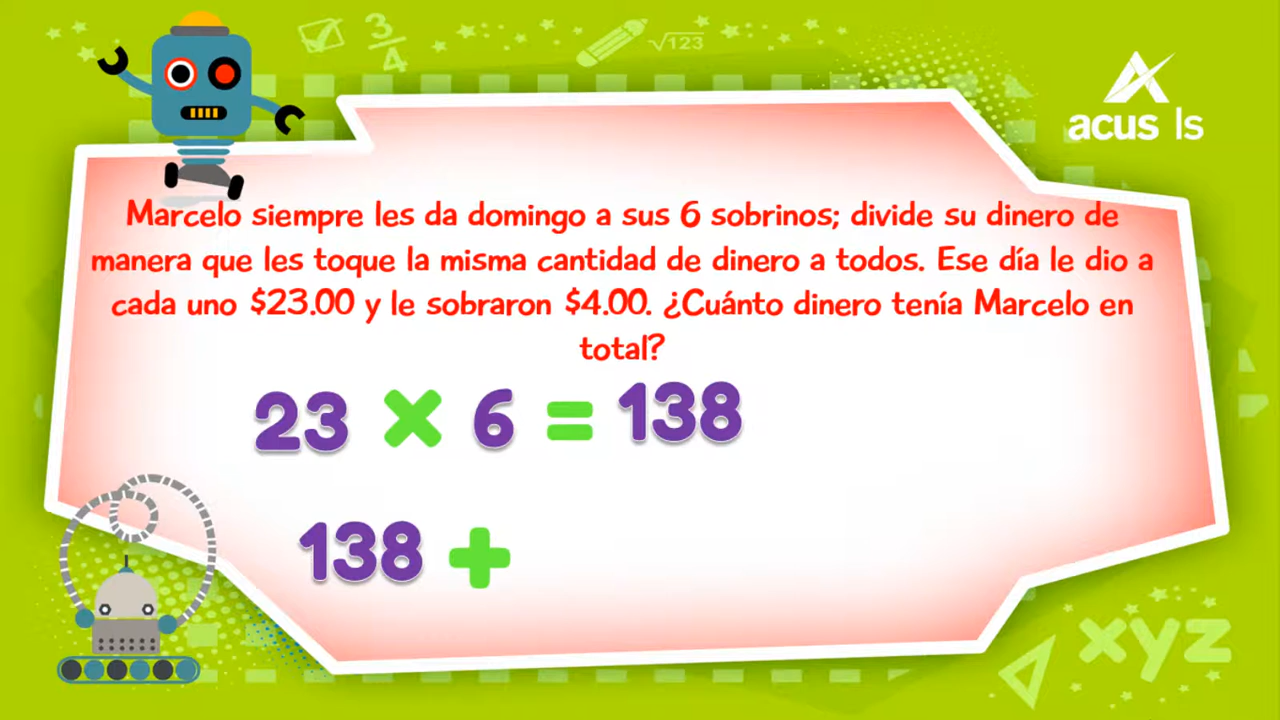 3/4
√123
acus ls
Marcelo siempre les da domingo a sus 6 sobrinos; divide su dinero de
manera que les toque la misma cantidad de dinero a todos. Ese día le dio a
cada uno $23.00 y le sobraron $4.00. ¿Cuánto dinero tenía Marcelo en
total?
23 × 6 = 138
138 +
xyz